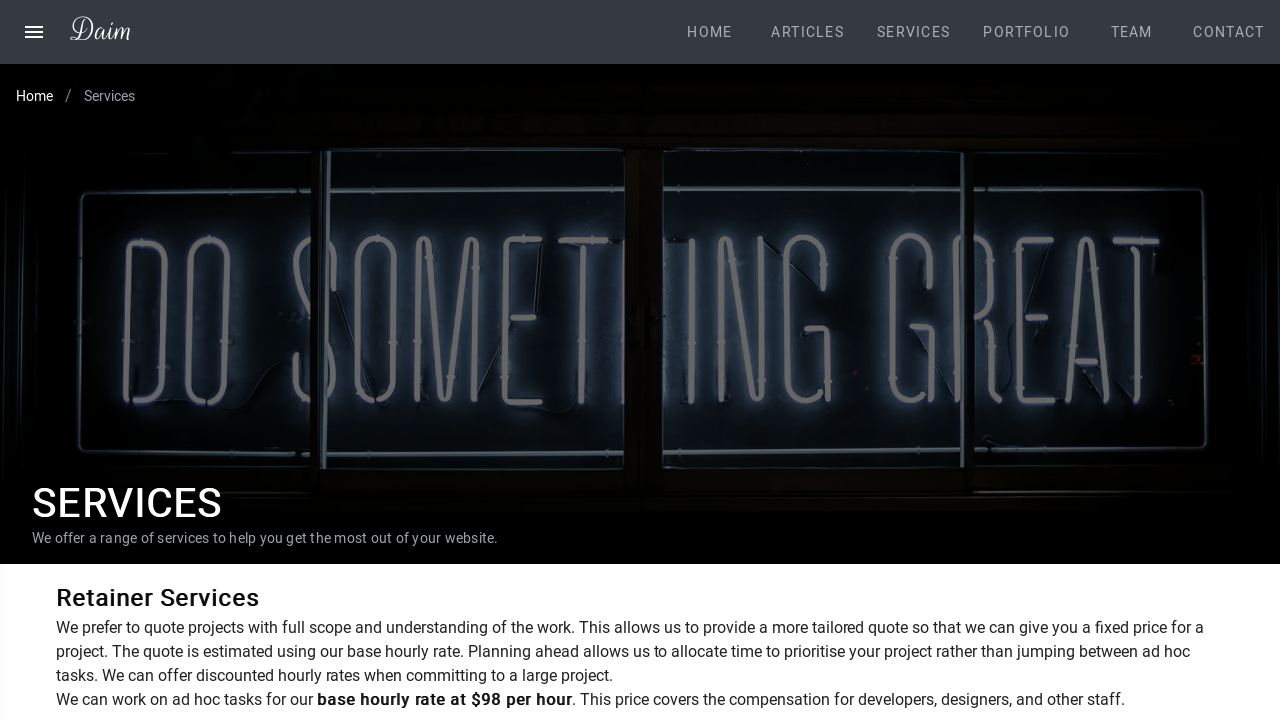 Daim
HOME ARTICLES SERVICES PORTFOLIO TEAM CONTACT
Home / Services
DO SOMETHING GREAT
SERVICES
We offer a range of services to help you get the most out of your website.
Retainer Services
We prefer to quote projects with full scope and understanding of the work. This allows us to provide a more tailored quote so that we can give you a fixed price for a
project. The quote is estimated using our base hourly rate. Planning ahead allows us to allocate time to prioritise your project rather than jumping between ad hoc
tasks. We can offer discounted hourly rates when committing to a large project.
We can work on ad hoc tasks for our base hourly rate at $98 per hour. This price covers the compensation for developers, designers, and other staff.